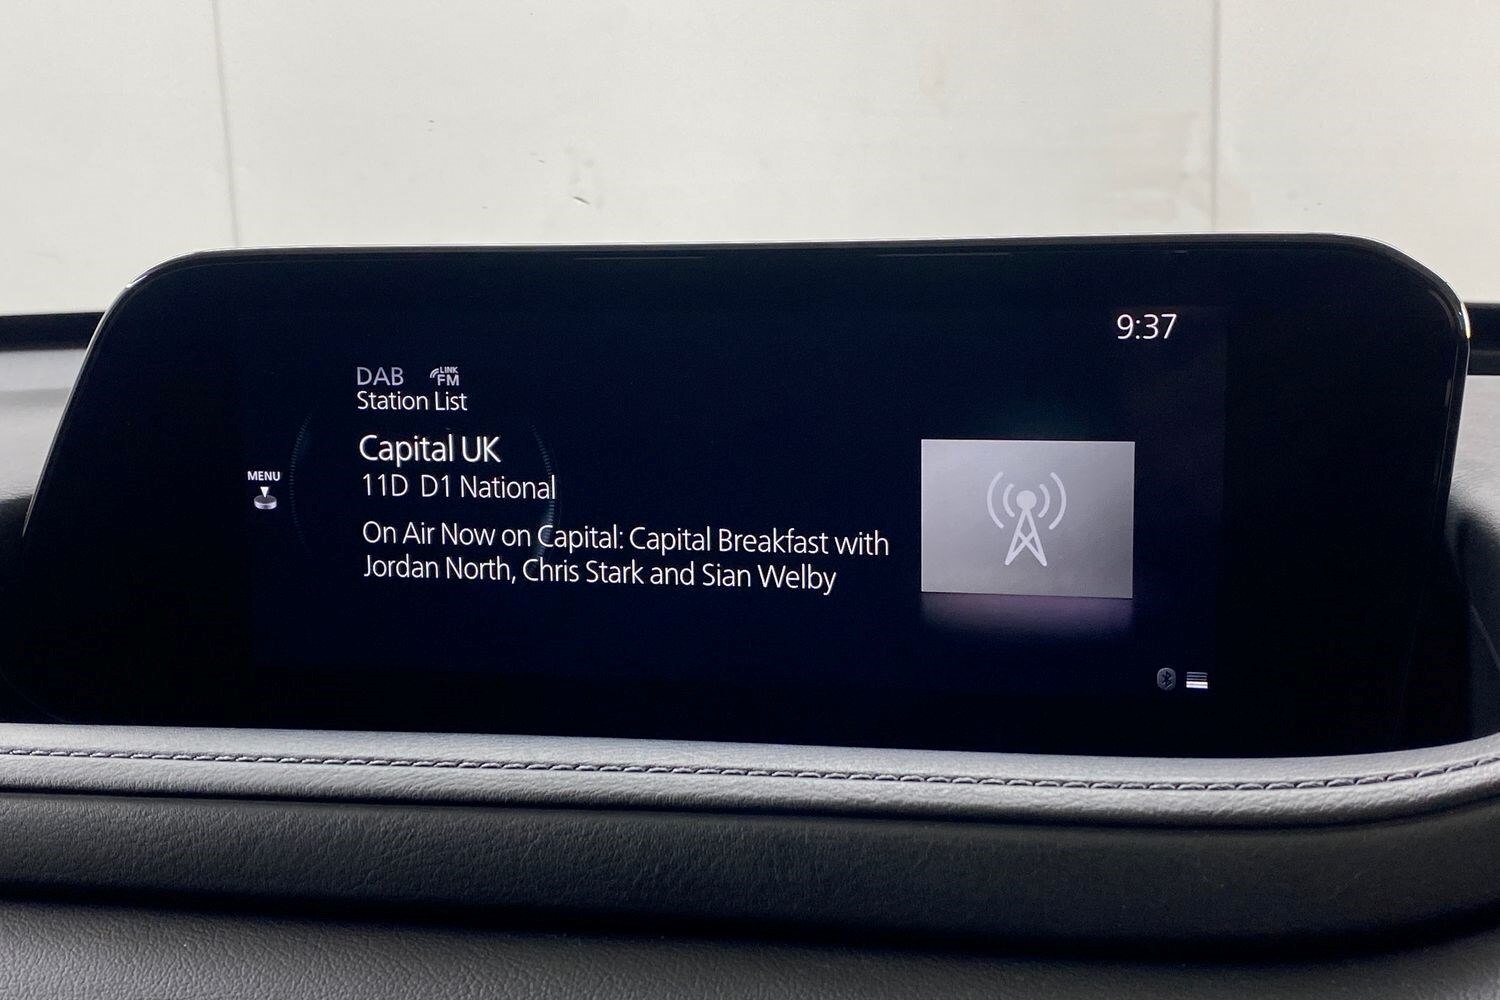 9:37
DAB LINK FM
Station List
Capital UK
MENU
11D D1 National
On Air Now on Capital: Capital Breakfast with
Jordan North, Chris Stark and Sian Welby